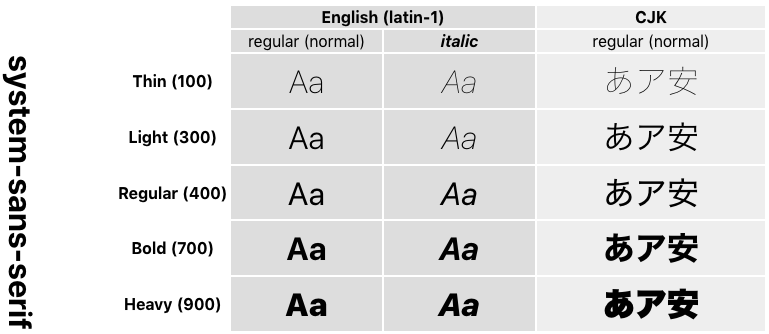 system-sans-serif
English (latin-1) CJK
regular (normal) italic regular (normal)
Thin (100) Aa Aa あア安
Light (300) Aa Aa あア安
Regular (400) Aa Aa あア安
Bold (700) Aa Aa あア安
Heavy (900) Aa Aa あア安